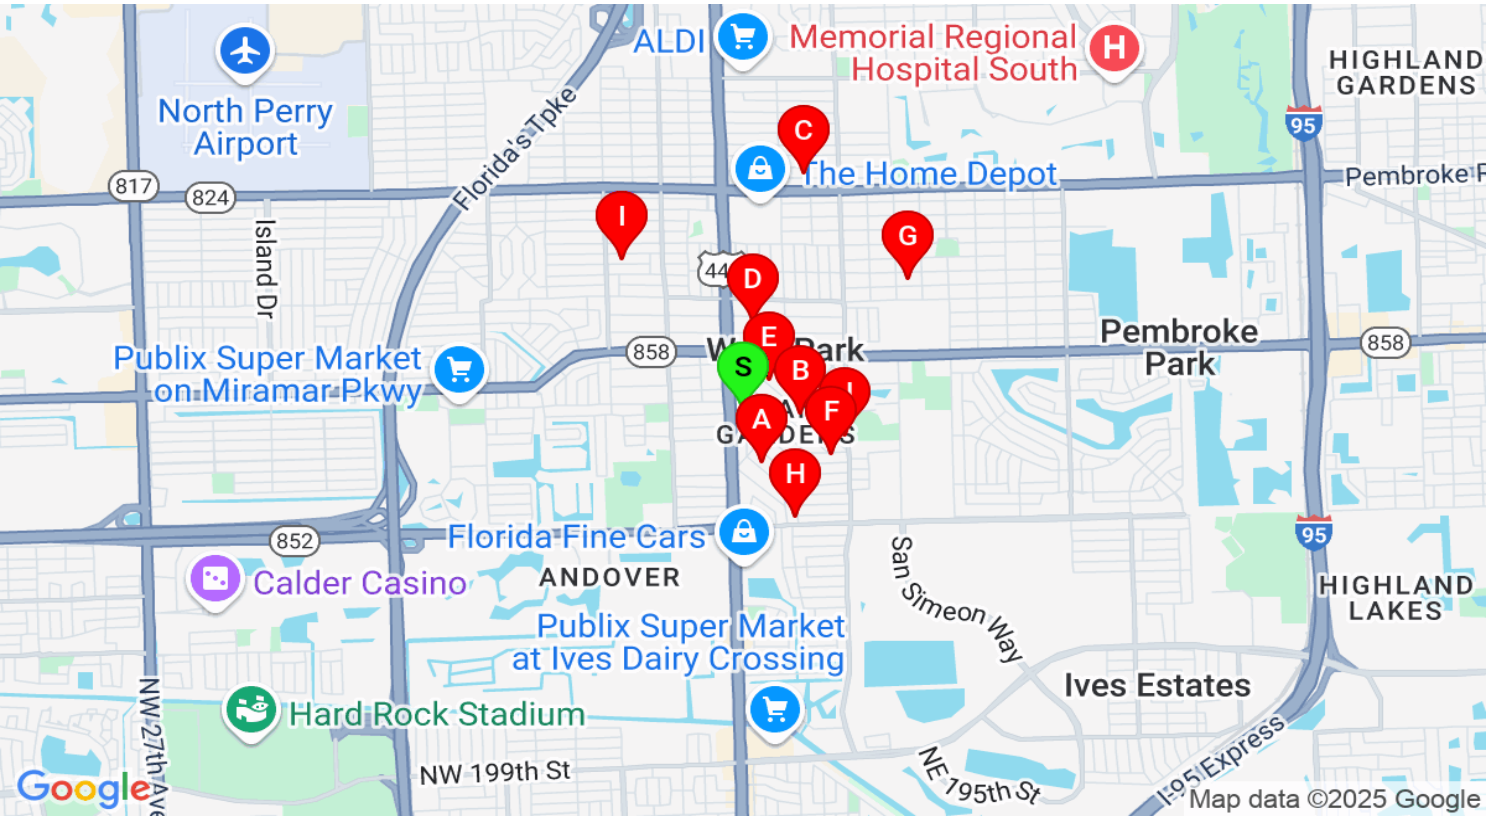 ALDI
Memorial Regional
Hospital South
H
HIGHLAND
GARDENS
North Perry
Airport
Florida's Tpke
C
95
817
824
The Home Depot
Pembroke
Island Dr
I
G
441
D
E
858
W Park
S
B
Pembroke
Park
858
Publix Super Market
on Miramar Pkwy
J
F
A
GARDENS
H
852
Florida Fine Cars
95
Calder Casino
ANDOVER
San Simeon Way
HIGHLAND
LAKES
Publix Super Market
at Ives Dairy Crossing
Ives Estates
NW 27th Ave
Hard Rock Stadium
NW 199th St
NE 195th St
I-95 Express
Google
Map data ©2025 Google